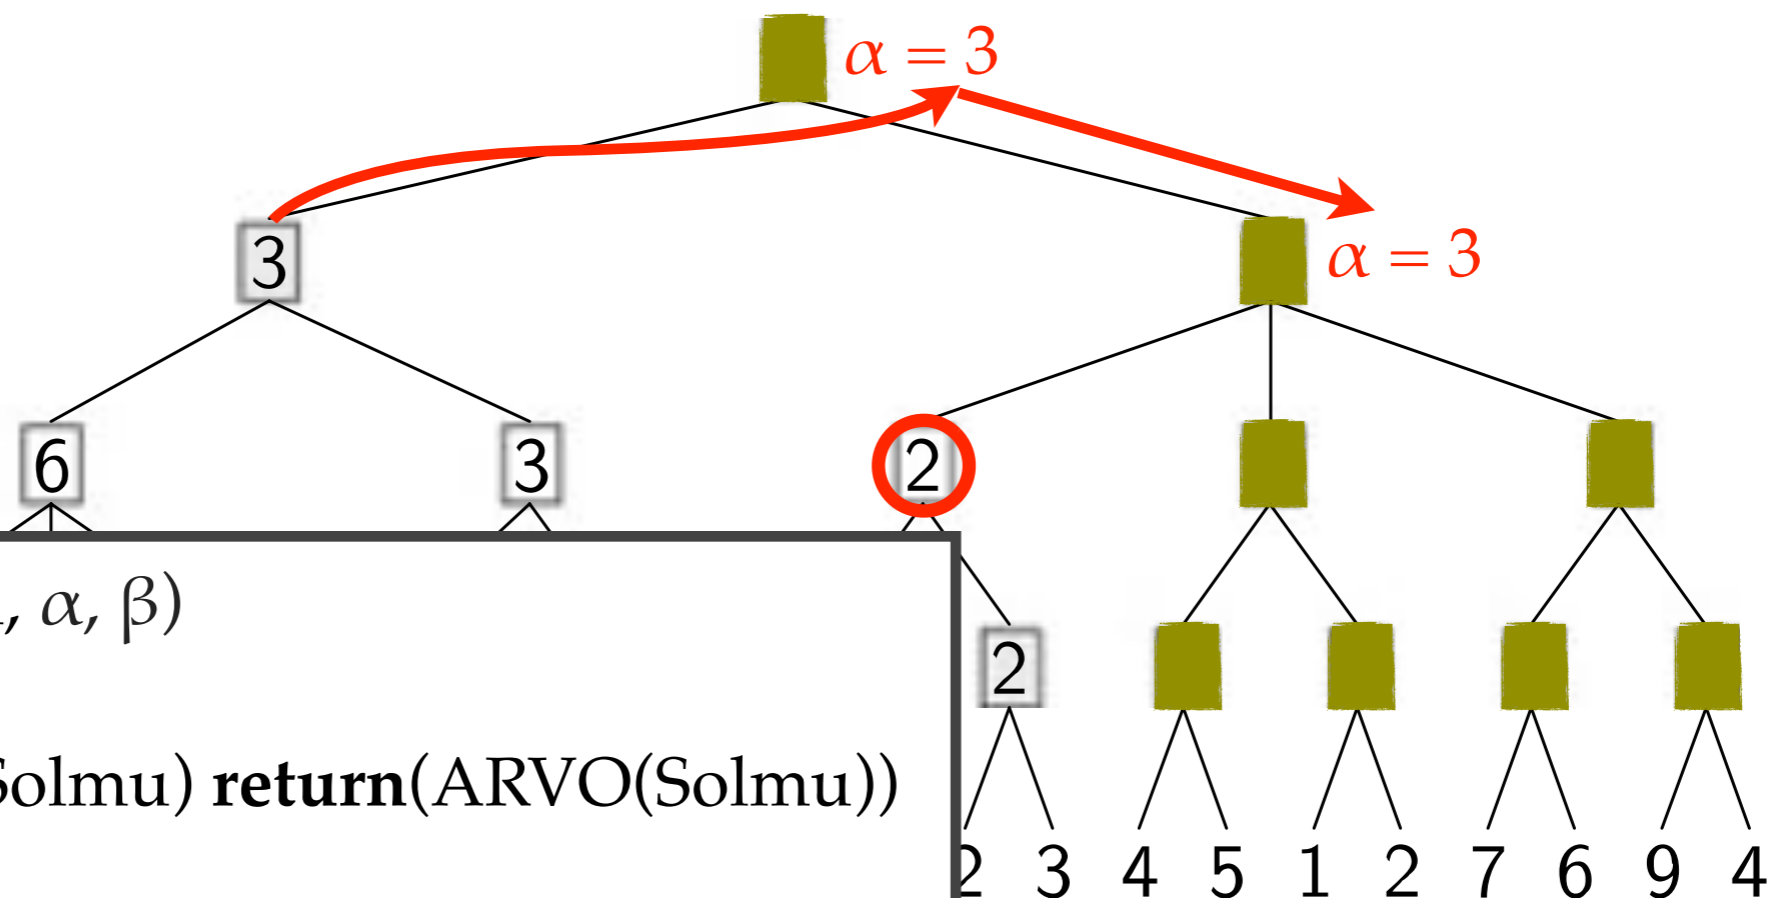 α = 3
3
α = 3
6
3
2
, α, β)
2
Solmu) return(ARVO(Solmu))
2 3 4 5 1 2 7 6 9 4